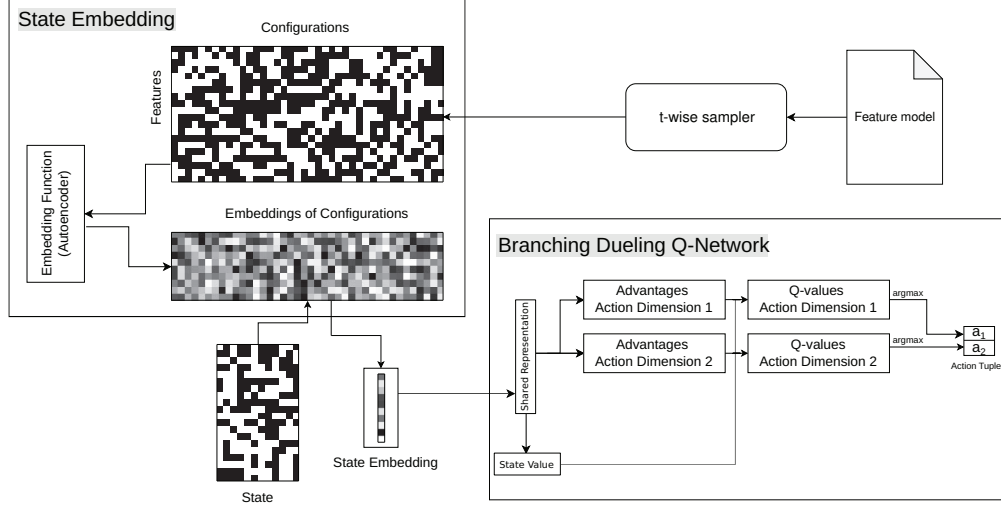 State Embedding
Configurations
Features
t-wise sampler
Feature model
Embedding Function
(Autoencoder)
Embeddings of Configurations
Branching Dueling Q-Network
Shared Representation
Advantages
Action Dimension 1
Q-values
Action Dimension 1
argmax
Advantages
Action Dimension 2
Q-values
Action Dimension 2
argmax
a1
a2
Action Tuple
State Value
State Embedding
State